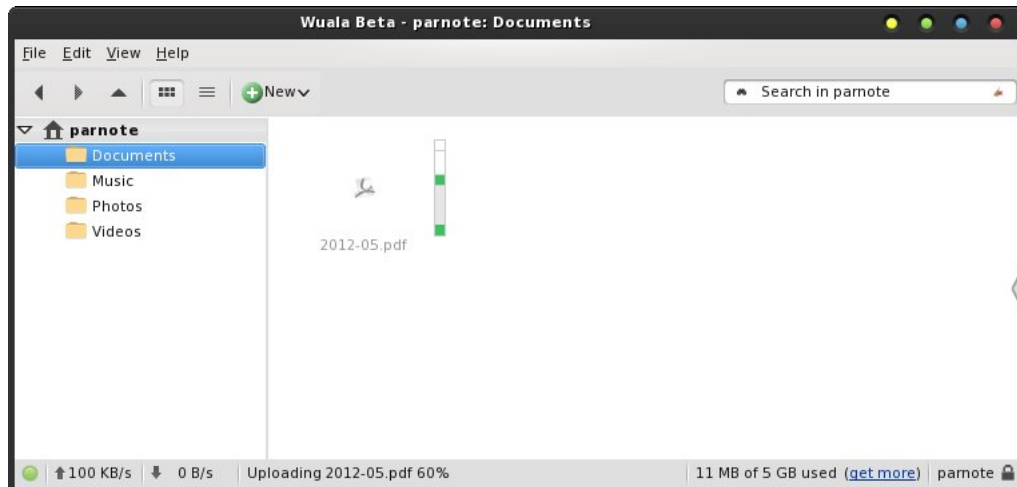 Wuala Beta - parnote: Documents
File Edit View Help
New
Search in parnote
parnote
Documents
Music
Photos
Videos
2012-05.pdf
100 KB/s 0 B/s Uploading 2012-05.pdf 60% 11 MB of 5 GB used (get more) parnote